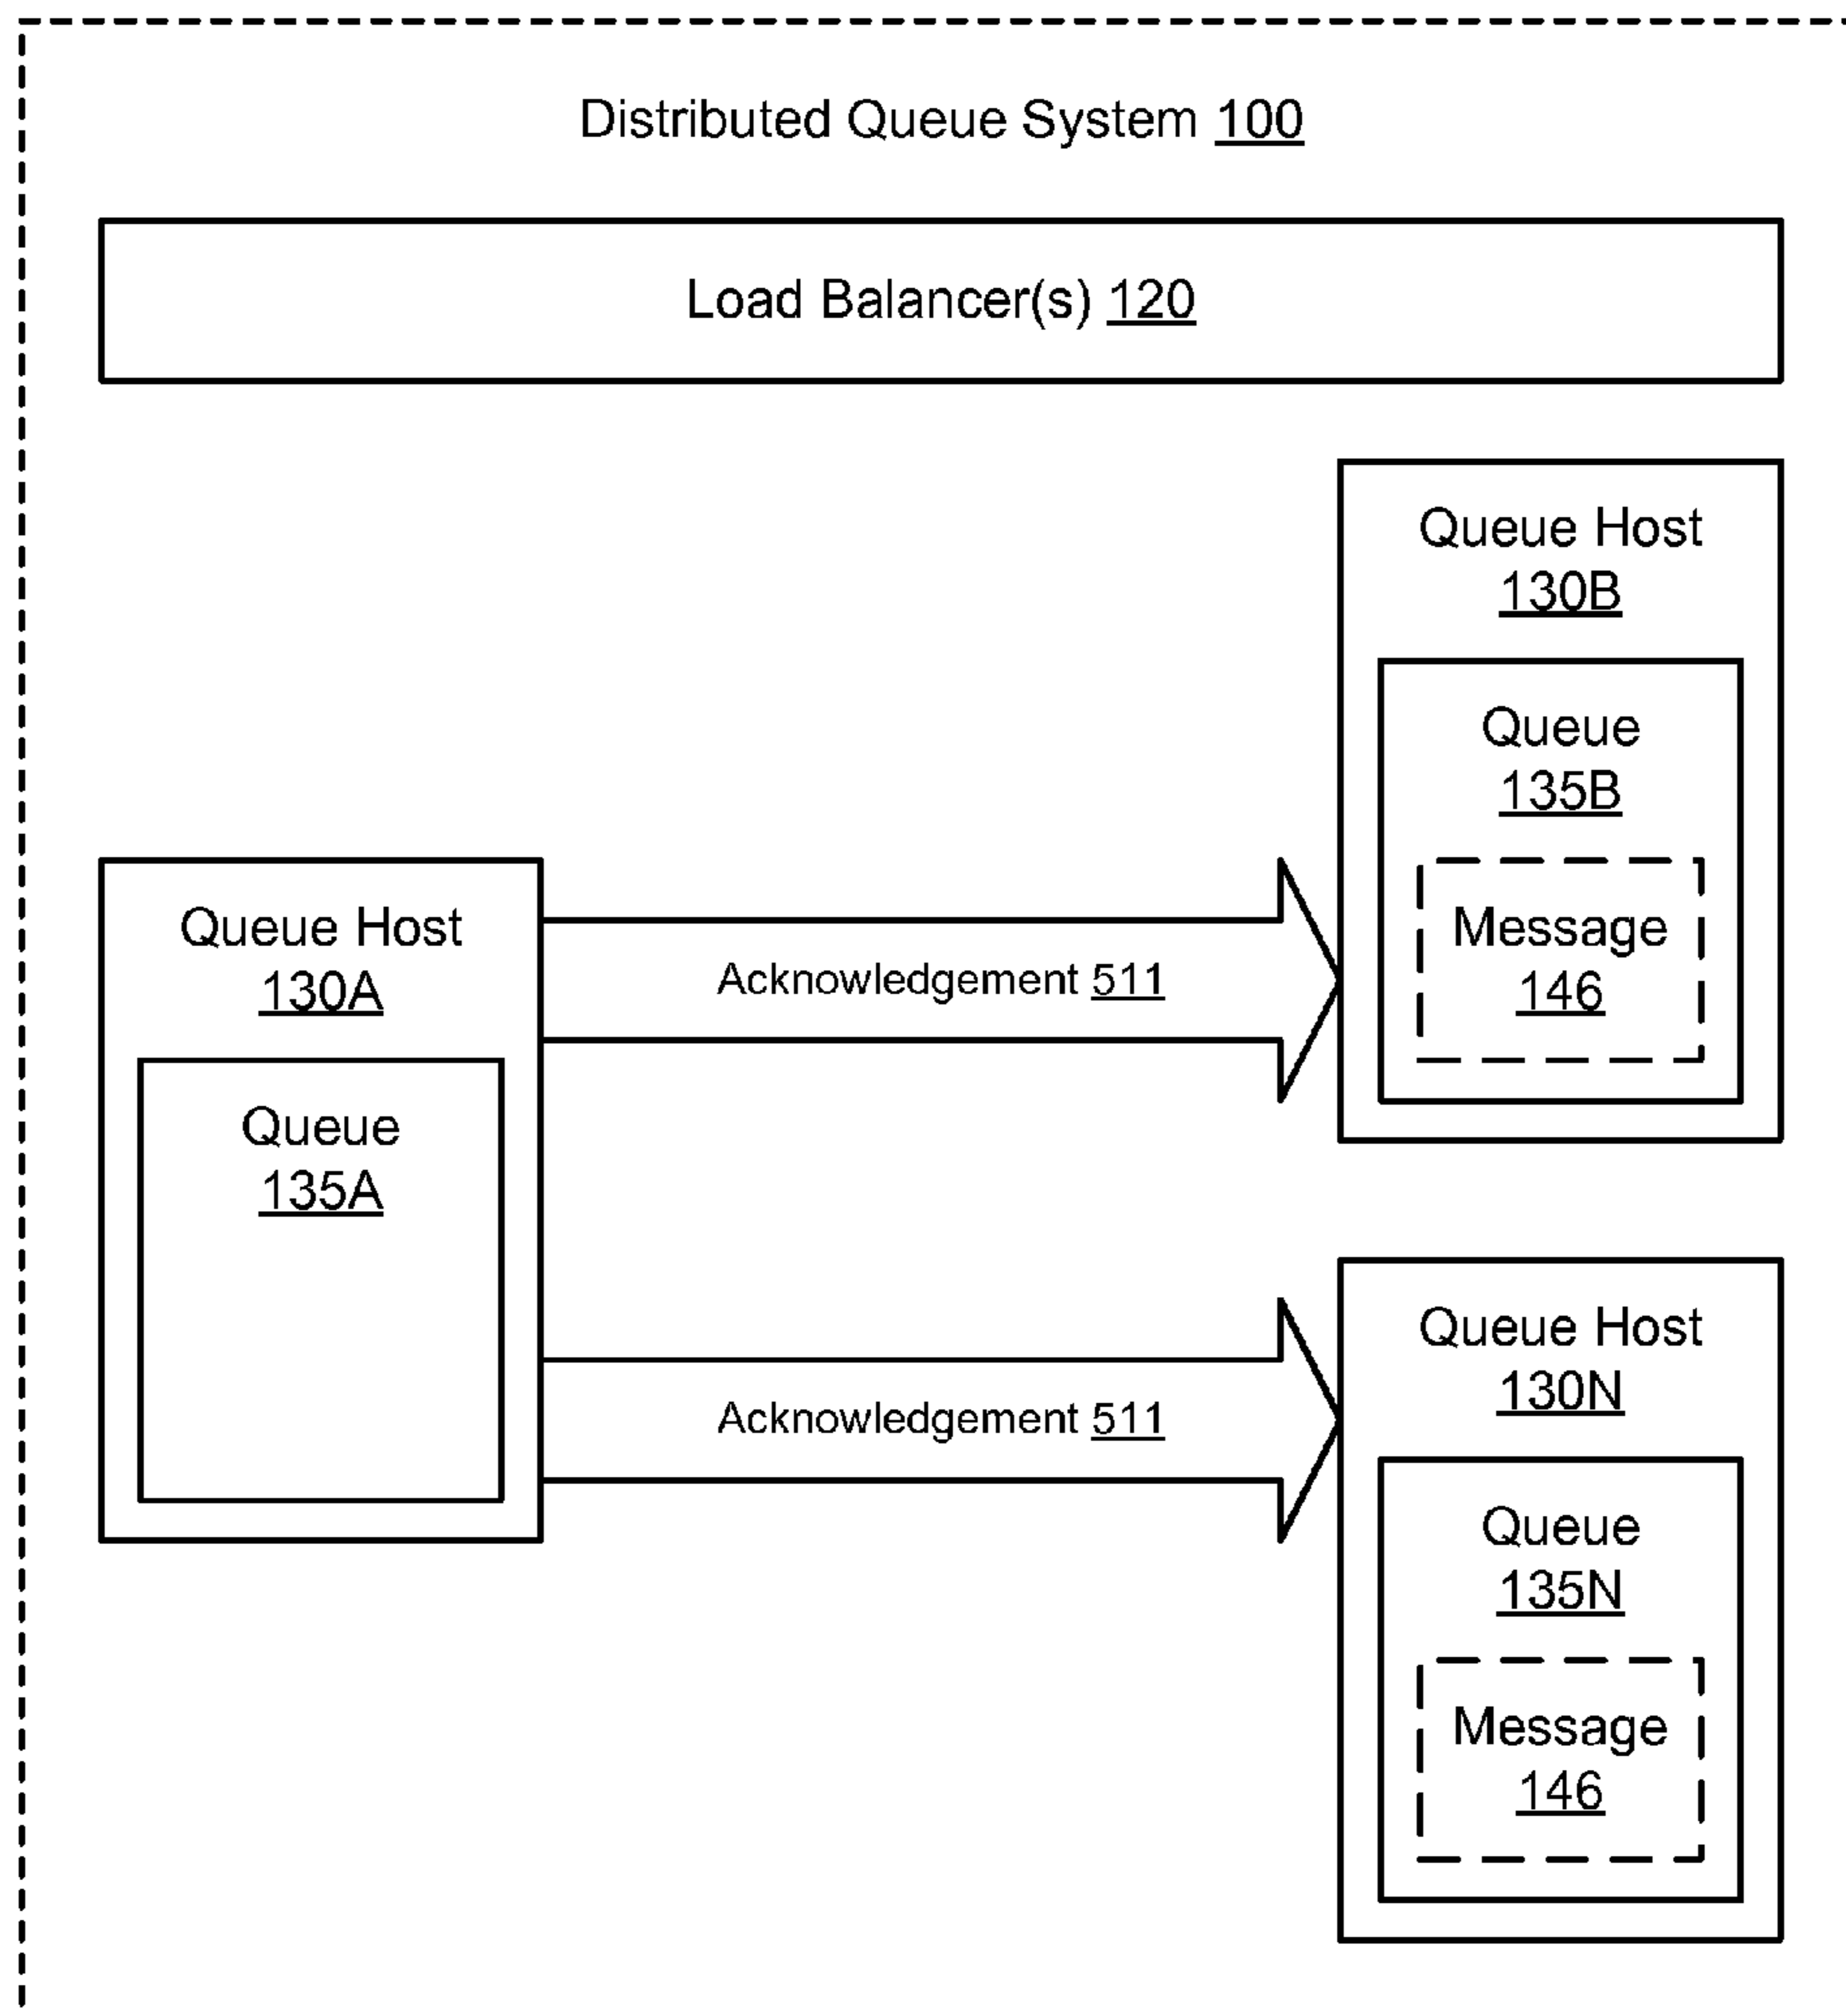 Distributed Queue System 100
Load Balancer(s) 120
Queue Host
130B
Queue
135B
Message
146
Queue Host
130A
Queue
135A
Acknowledgement 511
Acknowledgement 511
Queue Host
130N
Queue
135N
Message
146